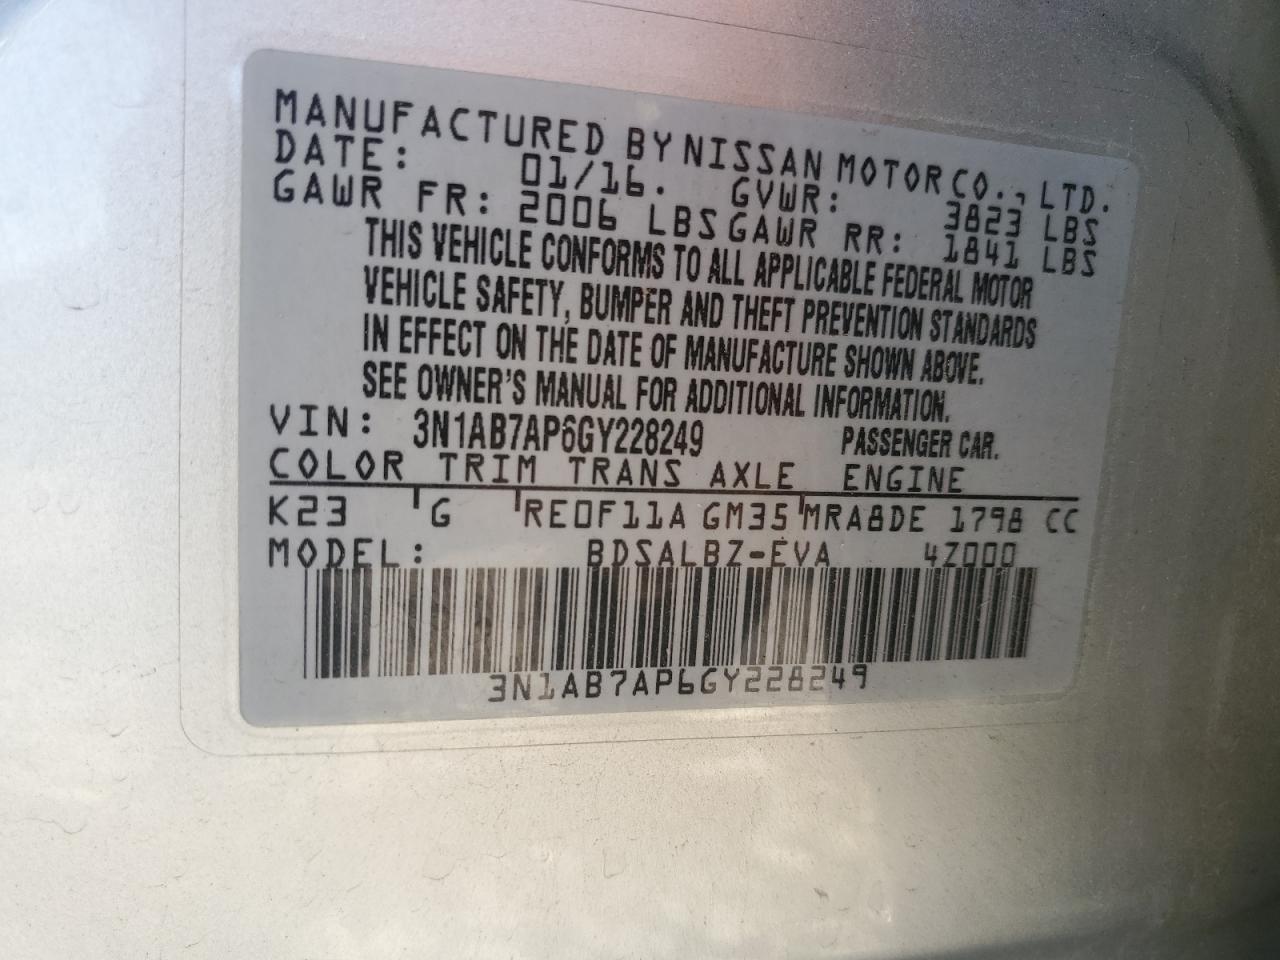 MANUFACTURED BY NISSAN MOTOR CO., LTD.
DATE: 01/16. GVWR: 3823 LBS
GAWR FR: 2006 LBS GAWR RR: 1841 LBS
THIS VEHICLE CONFORMS TO ALL APPLICABLE FEDERAL MOTOR
VEHICLE SAFETY, BUMPER AND THEFT PREVENTION STANDARDS
IN EFFECT ON THE DATE OF MANUFACTURE SHOWN ABOVE.
SEE OWNER'S MANUAL FOR ADDITIONAL INFORMATION.
VIN: 3N1AB7AP6GY228249 PASSENGER CAR.
COLOR TRIM TRANS AXLE ENGINE
K23 G RE0F11A GM35 MRA8DE 1798 CC
MODEL: BDSALBZ-EVA 4Z000
3N1AB7AP6GY228249